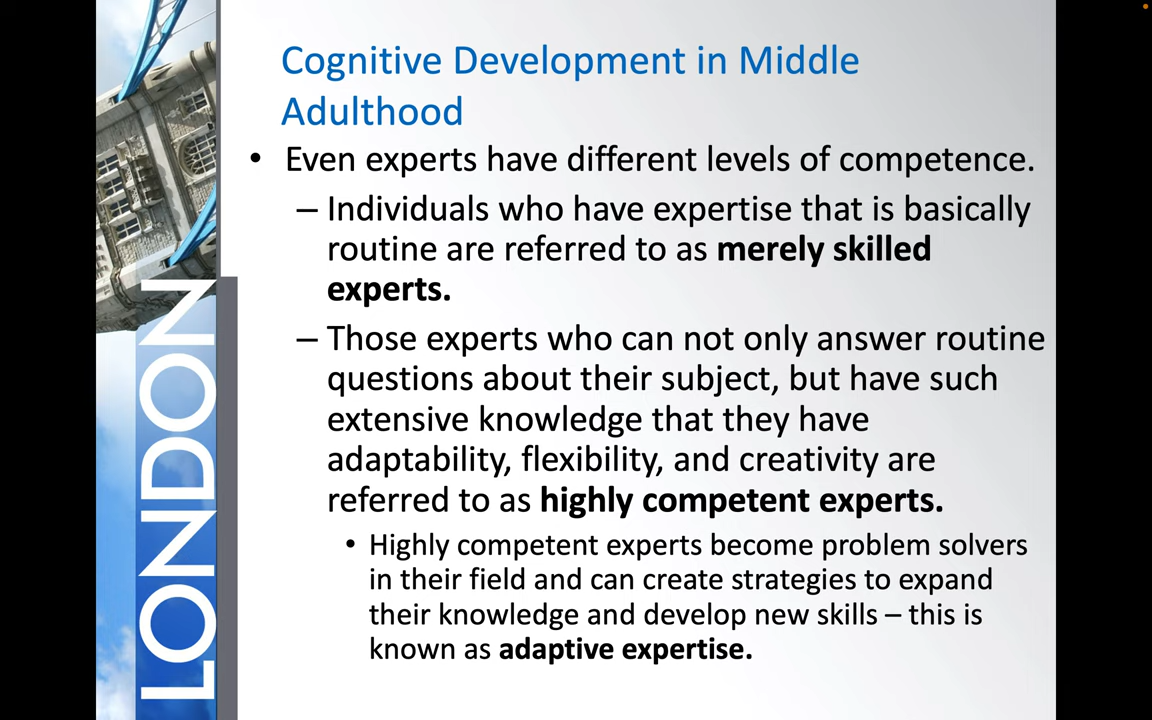 Cognitive Development in Middle
Adulthood
• Even experts have different levels of competence.
– Individuals who have expertise that is basically
routine are referred to as merely skilled
experts.
– Those experts who can not only answer routine
questions about their subject, but have such
extensive knowledge that they have
adaptability, flexibility, and creativity are
referred to as highly competent experts.
• Highly competent experts become problem solvers
in their field and can create strategies to expand
their knowledge and develop new skills – this is
known as adaptive expertise.
LONDON